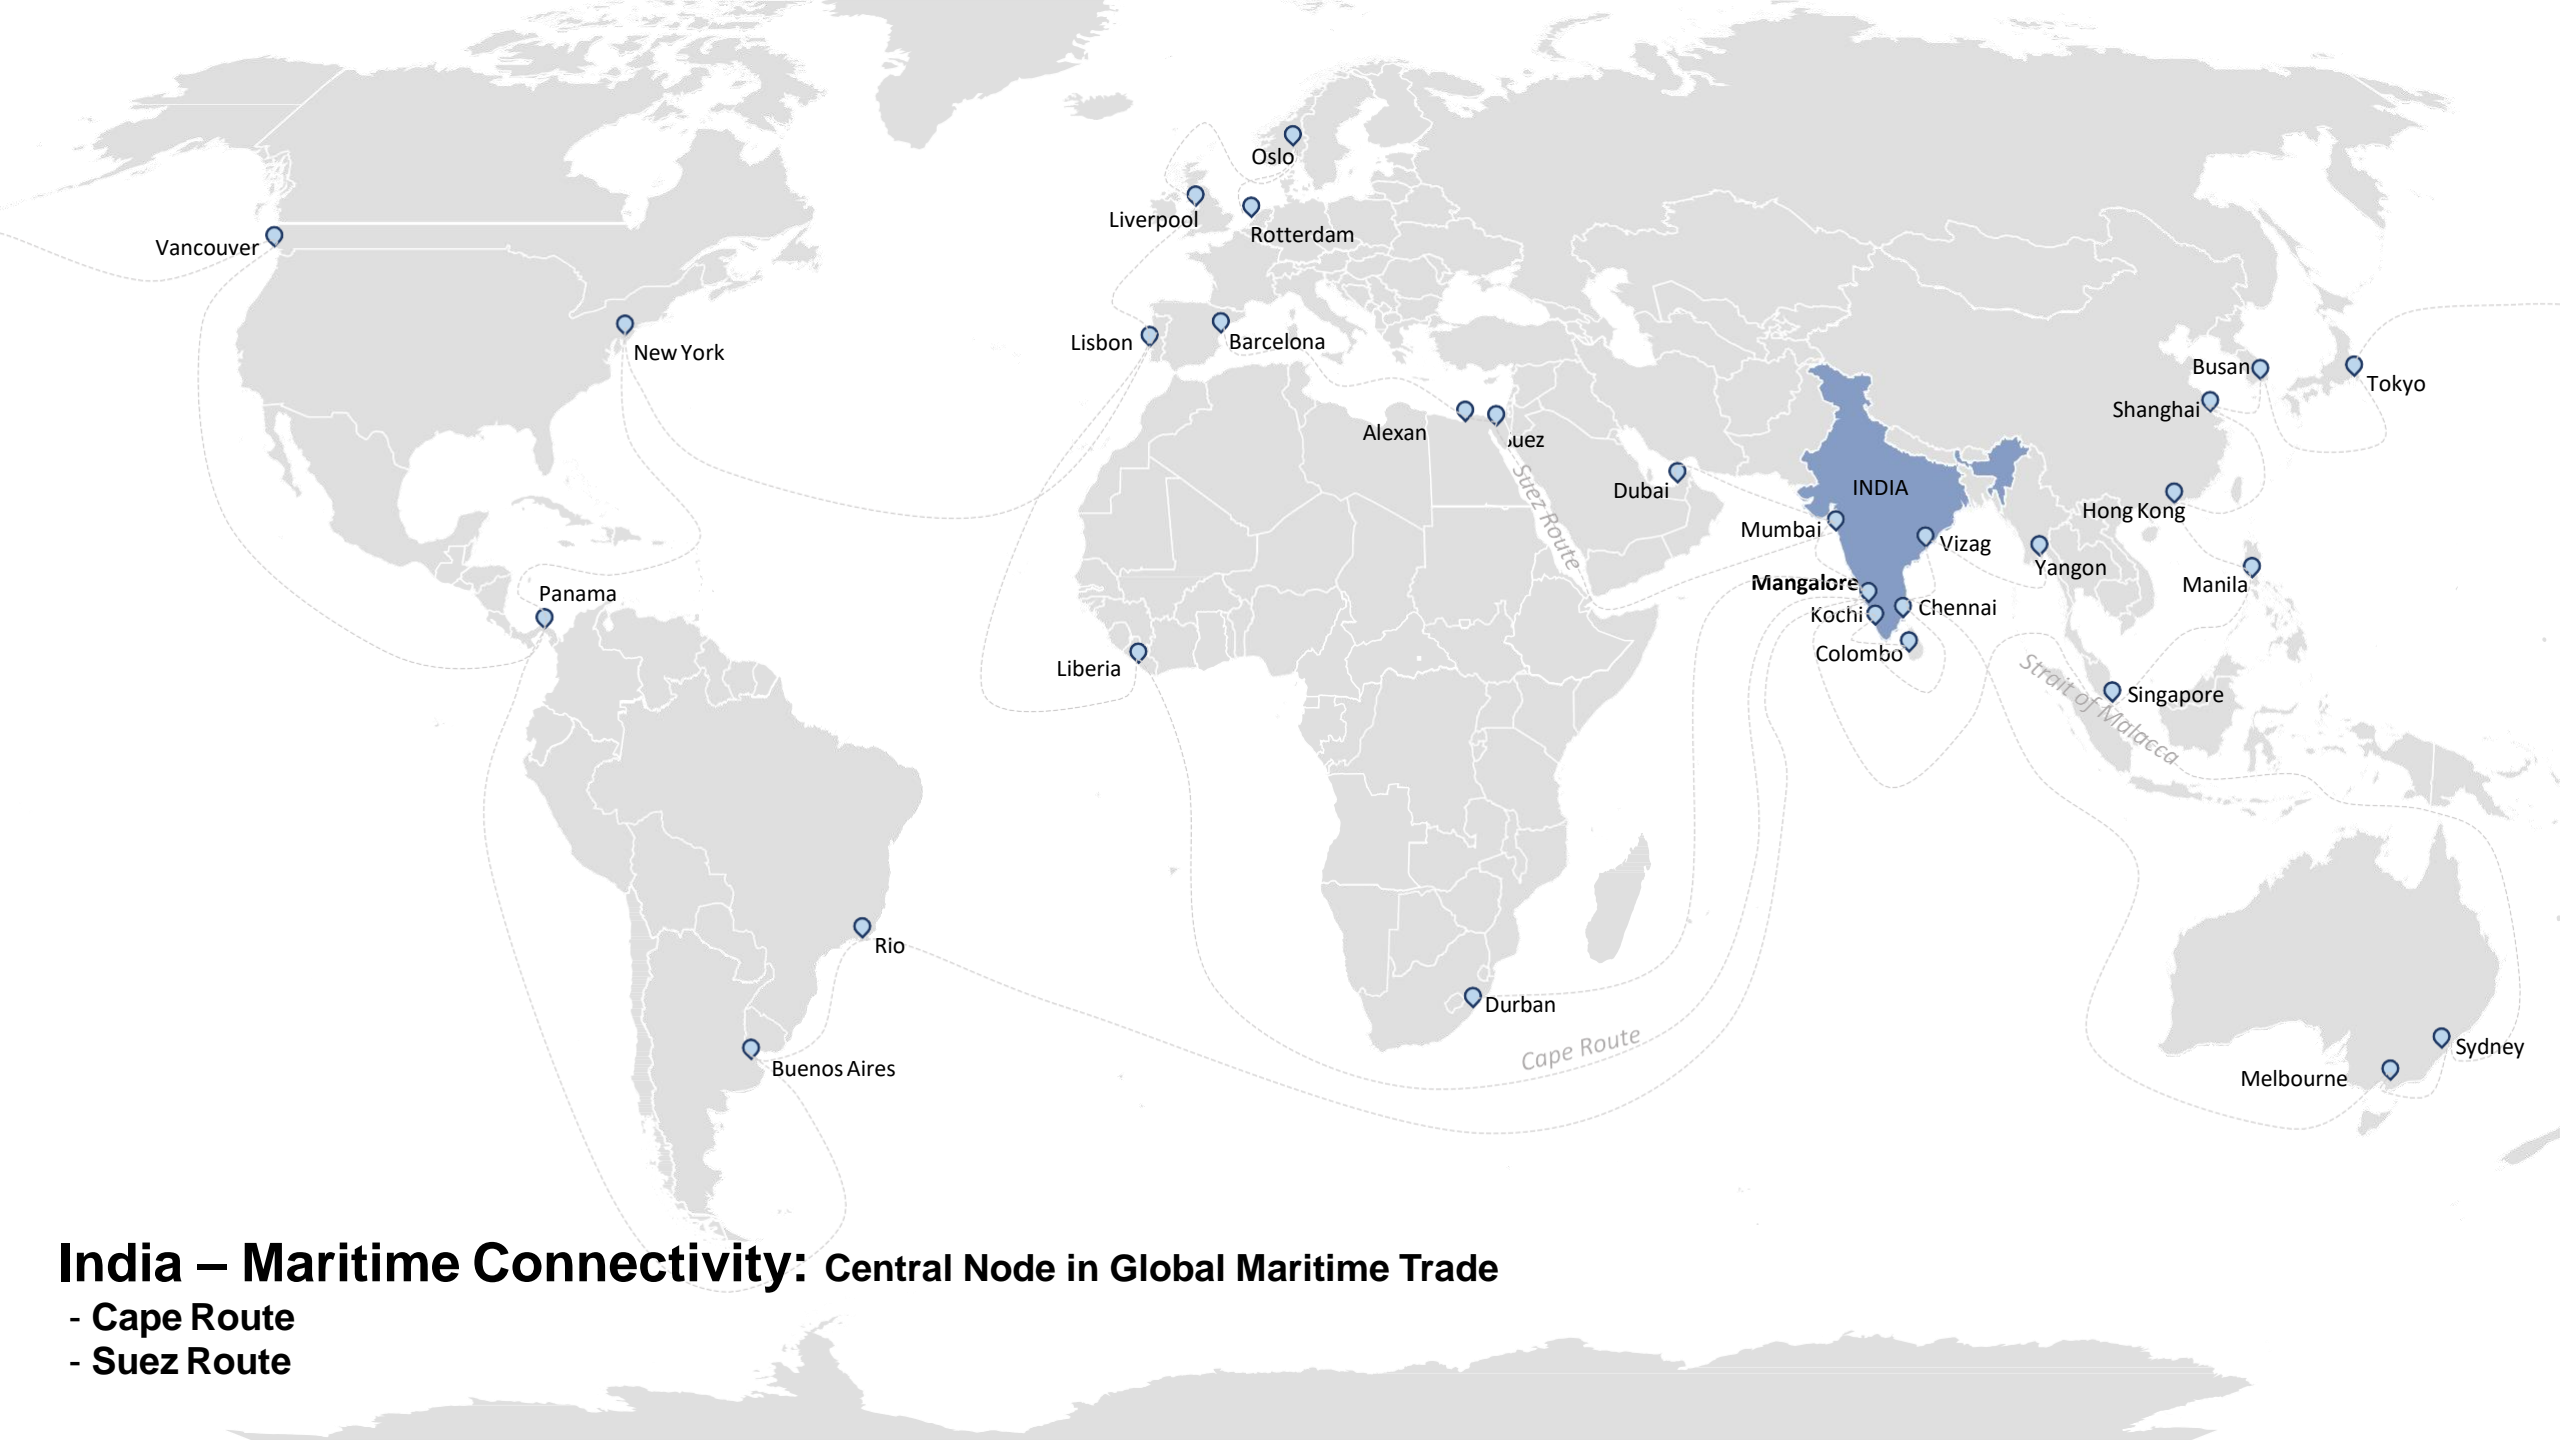 Oslo
Liverpool
Rotterdam
Vancouver
New York
Lisbon
Barcelona
Busan
Tokyo
Shanghai
Alexan
Suez Route
Dubai
INDIA
Hong Kong
Mumbai
Vizag
Yangon
Manila
Mangalore
Panama
Kochi
Chennai
Colombo
Liberia
Strait of Malacca
Singapore
Rio
Durban
Cape Route
Sydney
Buenos Aires
Melbourne
India – Maritime Connectivity: Central Node in Global Maritime Trade
- Cape Route
- Suez Route